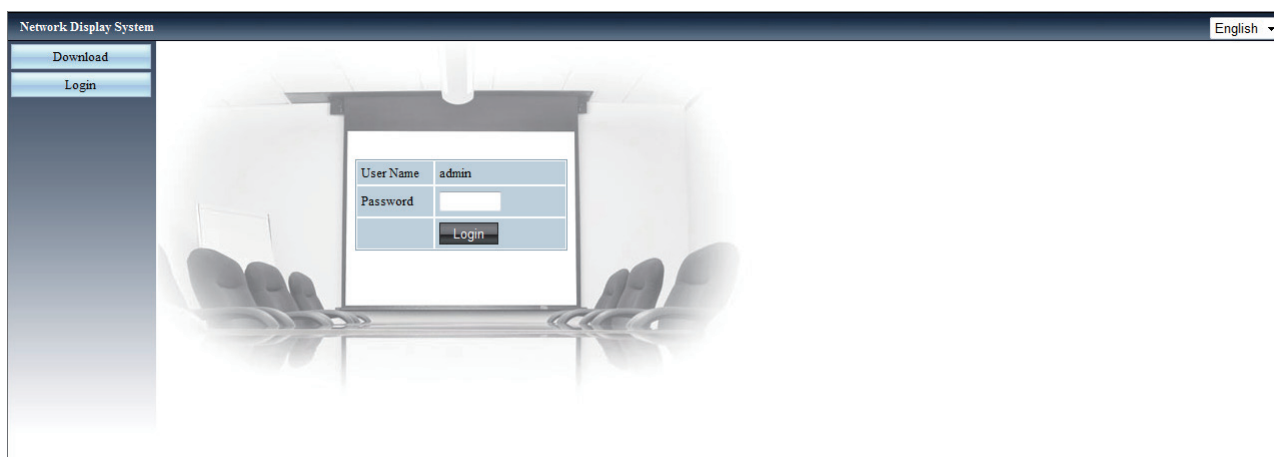 Network Display System
English
Download
Login
User Name admin
Password
Login